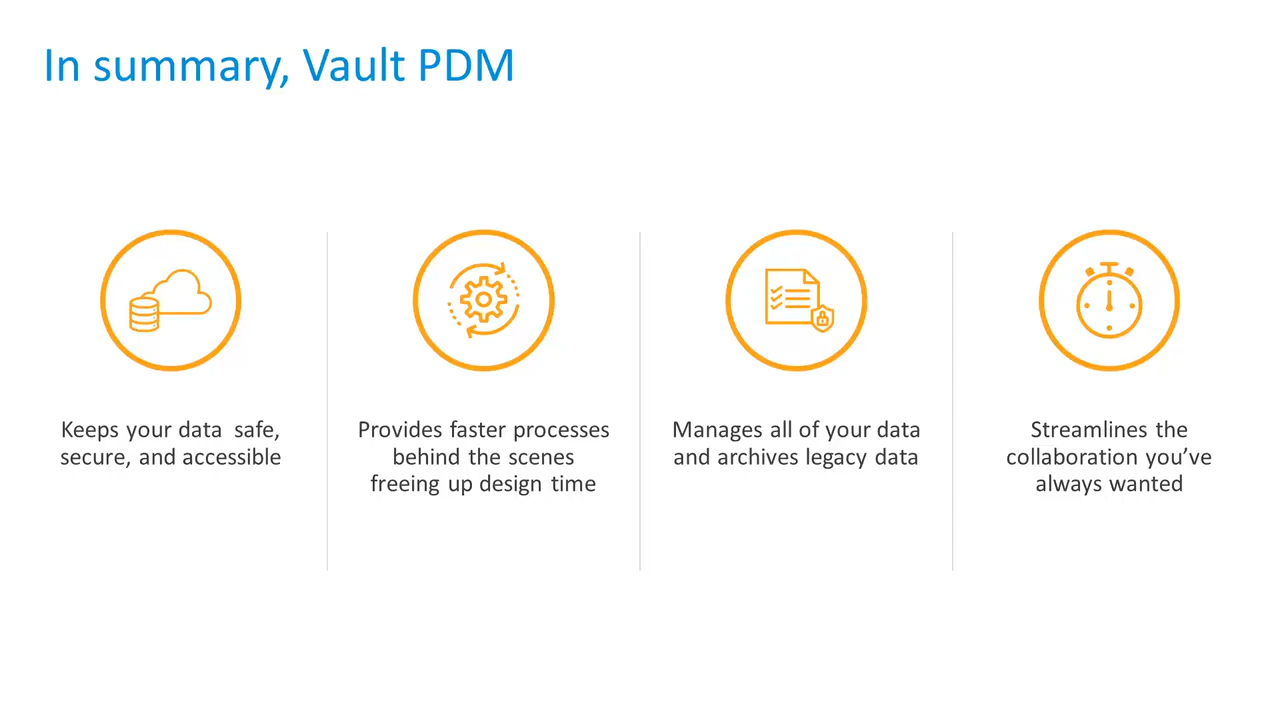 In summary, Vault PDM
Keeps your data safe,
secure, and accessible
Provides faster processes
behind the scenes
freeing up design time
Manages all of your data
and archives legacy data
Streamlines the
collaboration you’ve
always wanted